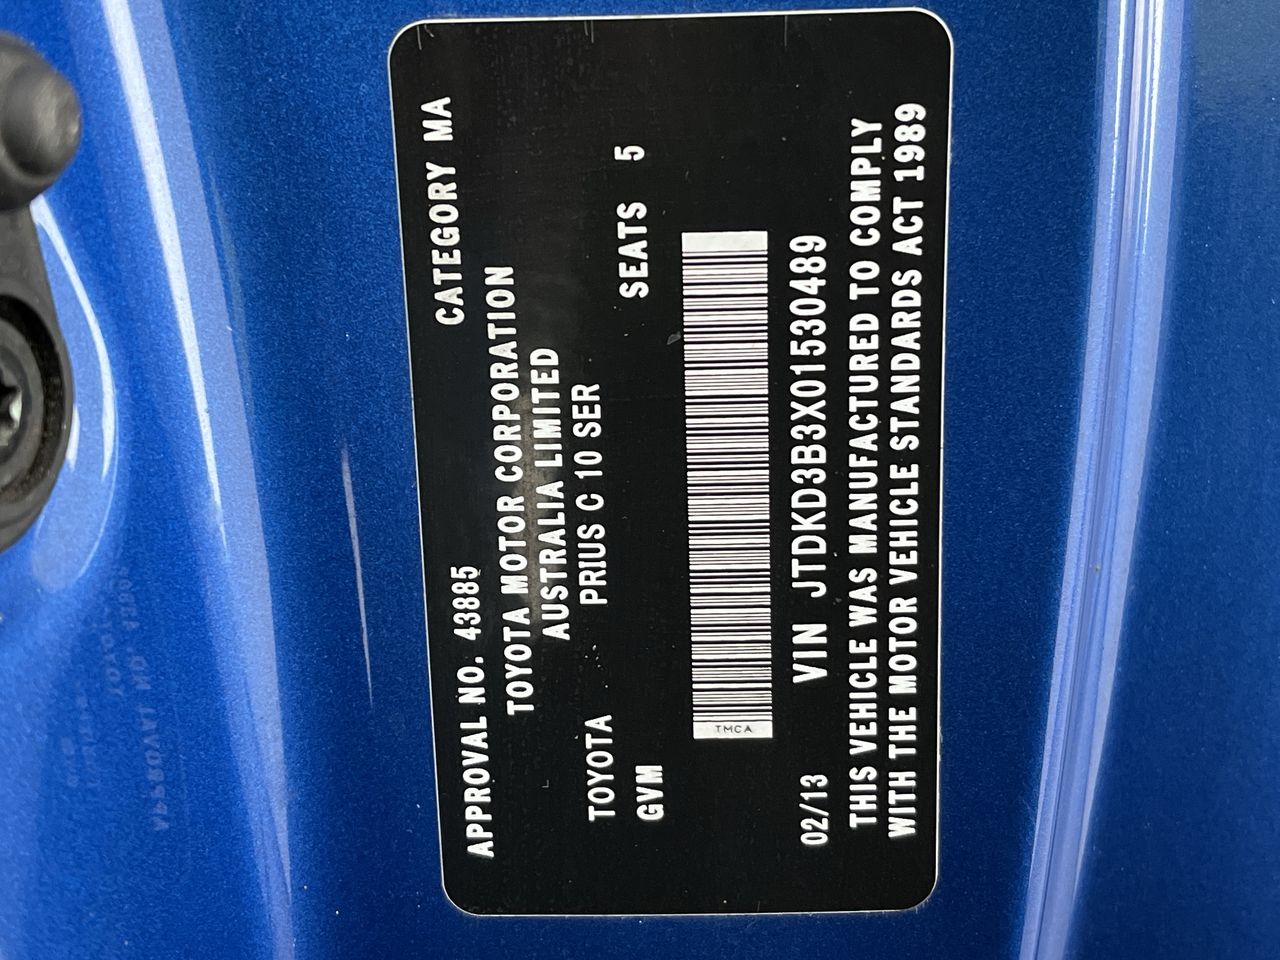 APPROVAL NO. 43885 CATEGORY MA
TOYOTA MOTOR CORPORATION
AUSTRALIA LIMITED
TOYOTA PRIUS C 10 SER
GVM SEATS 5
TMCA
02/13 VIN JTDKD3B3X01530489
THIS VEHICLE WAS MANUFACTURED TO COMPLY
WITH THE MOTOR VEHICLE STANDARDS ACT 1989